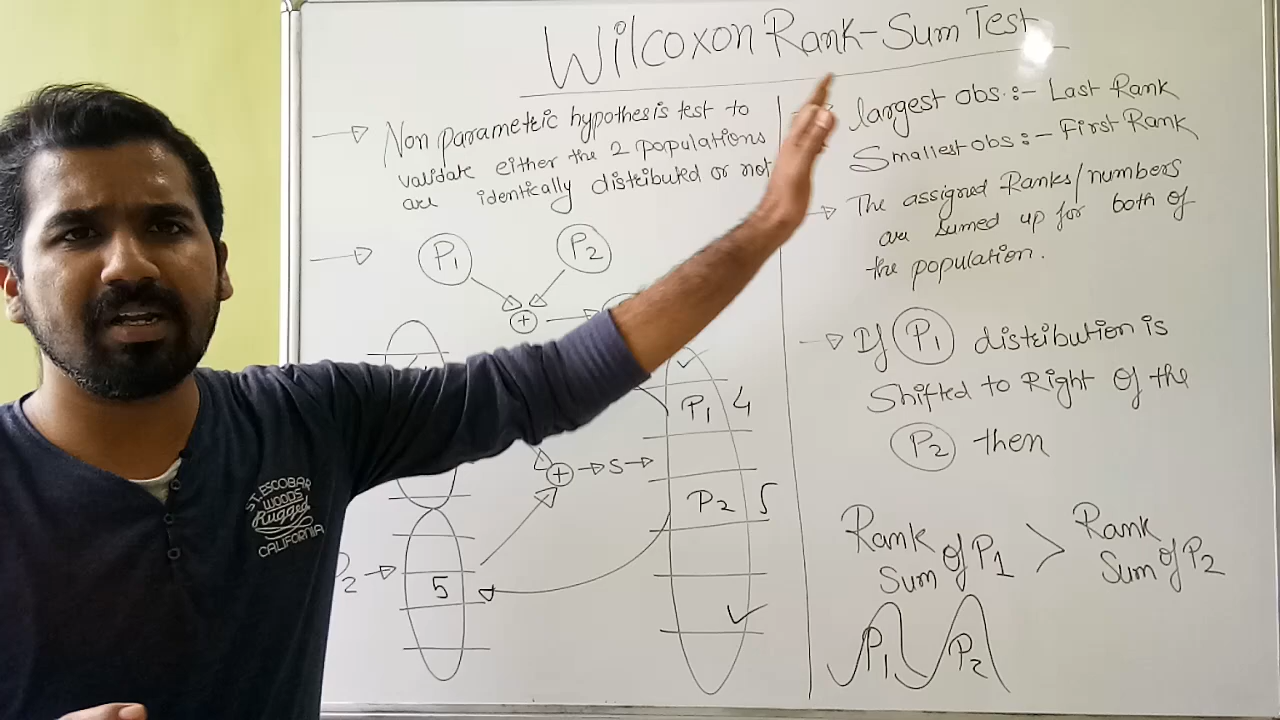 Wilcoxon Rank-Sum Test
Non parametric hypothesis test to
validate either the 2 populations
are identically distributed or not
P1 P2
+
P1 4
+ S
P2 5
P2 5
largest obs :- Last Rank
Smallest obs :- First Rank
The assigned Ranks/numbers
are sumed up for both of
the population.
If P1 distribution is
Shifted to Right of the
P2 then
Rank Sum of P1 > Rank Sum of P2
P1 P2
ST. ESCOBAR
WOODS
Rugged
CALIFORNIA